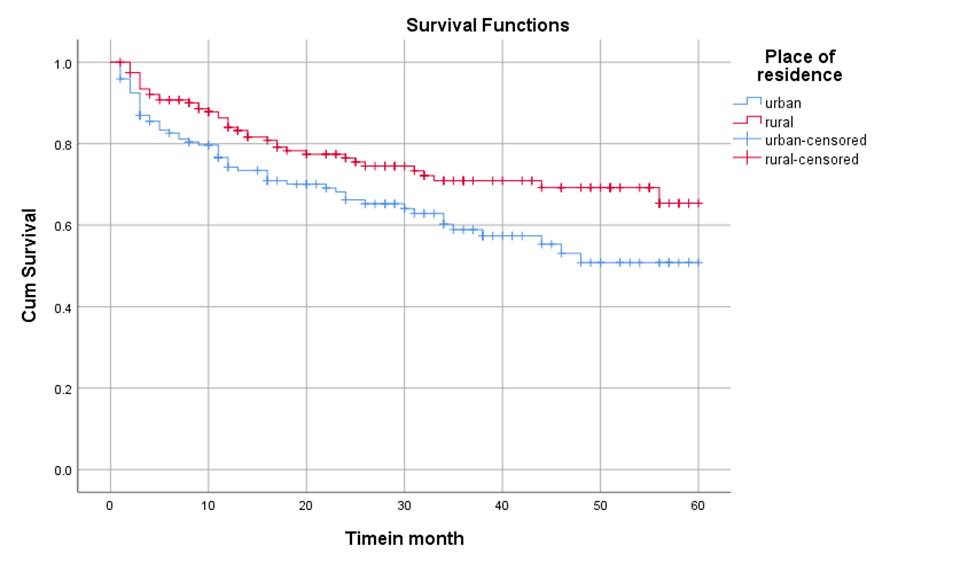 Survival Functions
Place of
residence
urban
rural
urban-censored
rural-censored
Cum Survival
1.0
0.8
0.6
0.4
0.2
0.0
0 10 20 30 40 50 60
Timein month